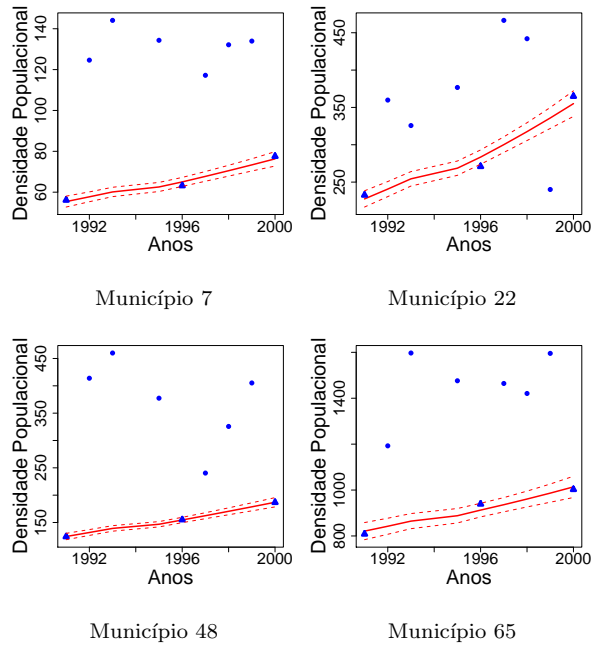 Densidade Populacional
60 80 100 120 140
1992 1996 2000
Anos
Município 7
Densidade Populacional
250 350 450
1992 1996 2000
Anos
Município 22
Densidade Populacional
150 250 350 450
1992 1996 2000
Anos
Município 48
Densidade Populacional
800 1000 1400
1992 1996 2000
Anos
Município 65